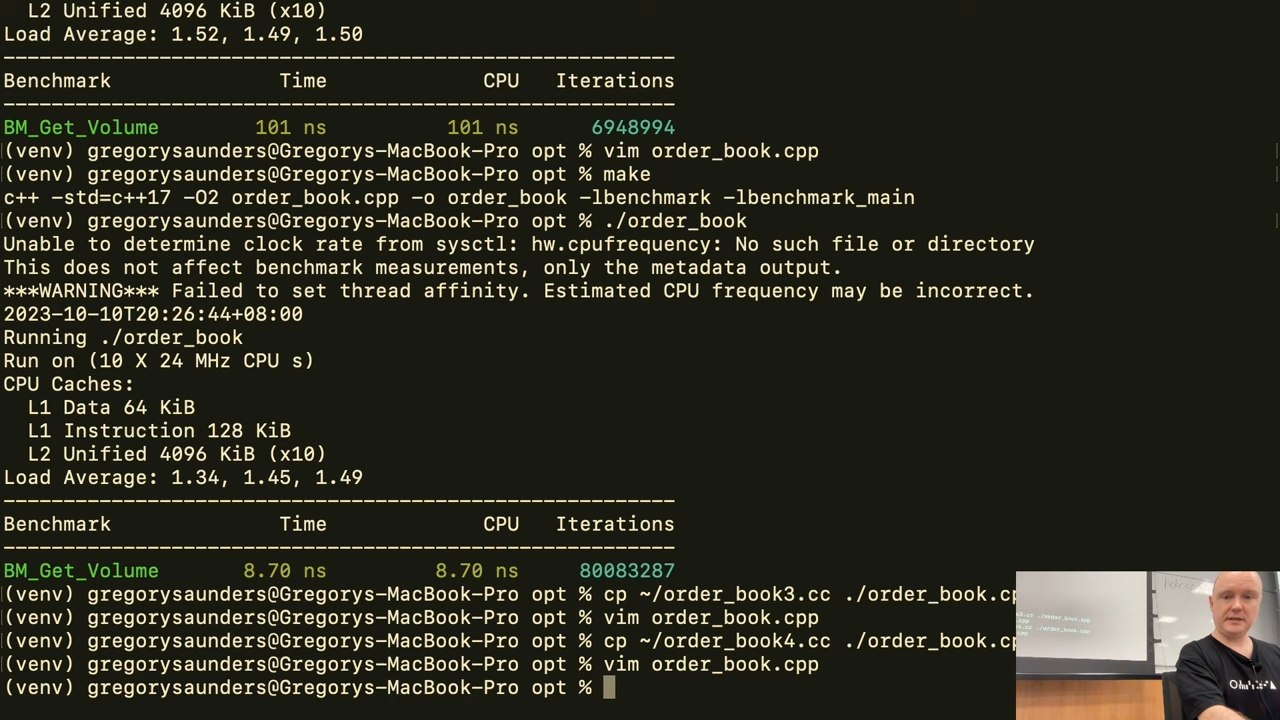 L2 Unified 4096 KiB (x10)
Load Average: 1.52, 1.49, 1.50
-------------------------------------------------------
Benchmark Time CPU Iterations
-------------------------------------------------------
BM_Get_Volume 101 ns 101 ns 6948994
(venv) gregorysaunders@Gregorys-MacBook-Pro opt % vim order_book.cpp
(venv) gregorysaunders@Gregorys-MacBook-Pro opt % make
c++ -std=c++17 -O2 order_book.cpp -o order_book -lbenchmark -lbenchmark_main
(venv) gregorysaunders@Gregorys-MacBook-Pro opt % ./order_book
Unable to determine clock rate from sysctl: hw.cpufrequency: No such file or directory
This does not affect benchmark measurements, only the metadata output.
***WARNING*** Failed to set thread affinity. Estimated CPU frequency may be incorrect.
2023-10-10T20:26:44+08:00
Running ./order_book
Run on (10 X 24 MHz CPU s)
CPU Caches:
L1 Data 64 KiB
L1 Instruction 128 KiB
L2 Unified 4096 KiB (x10)
Load Average: 1.34, 1.45, 1.49
-------------------------------------------------------
Benchmark Time CPU Iterations
-------------------------------------------------------
BM_Get_Volume 8.70 ns 8.70 ns 80083287
(venv) gregorysaunders@Gregorys-MacBook-Pro opt % cp ~/order_book3.cc ./order_book.cp
(venv) gregorysaunders@Gregorys-MacBook-Pro opt % vim order_book.cpp
(venv) gregorysaunders@Gregorys-MacBook-Pro opt % cp ~/order_book4.cc ./order_book.cp
(venv) gregorysaunders@Gregorys-MacBook-Pro opt % vim order_book.cpp
(venv) gregorysaunders@Gregorys-MacBook-Pro opt %